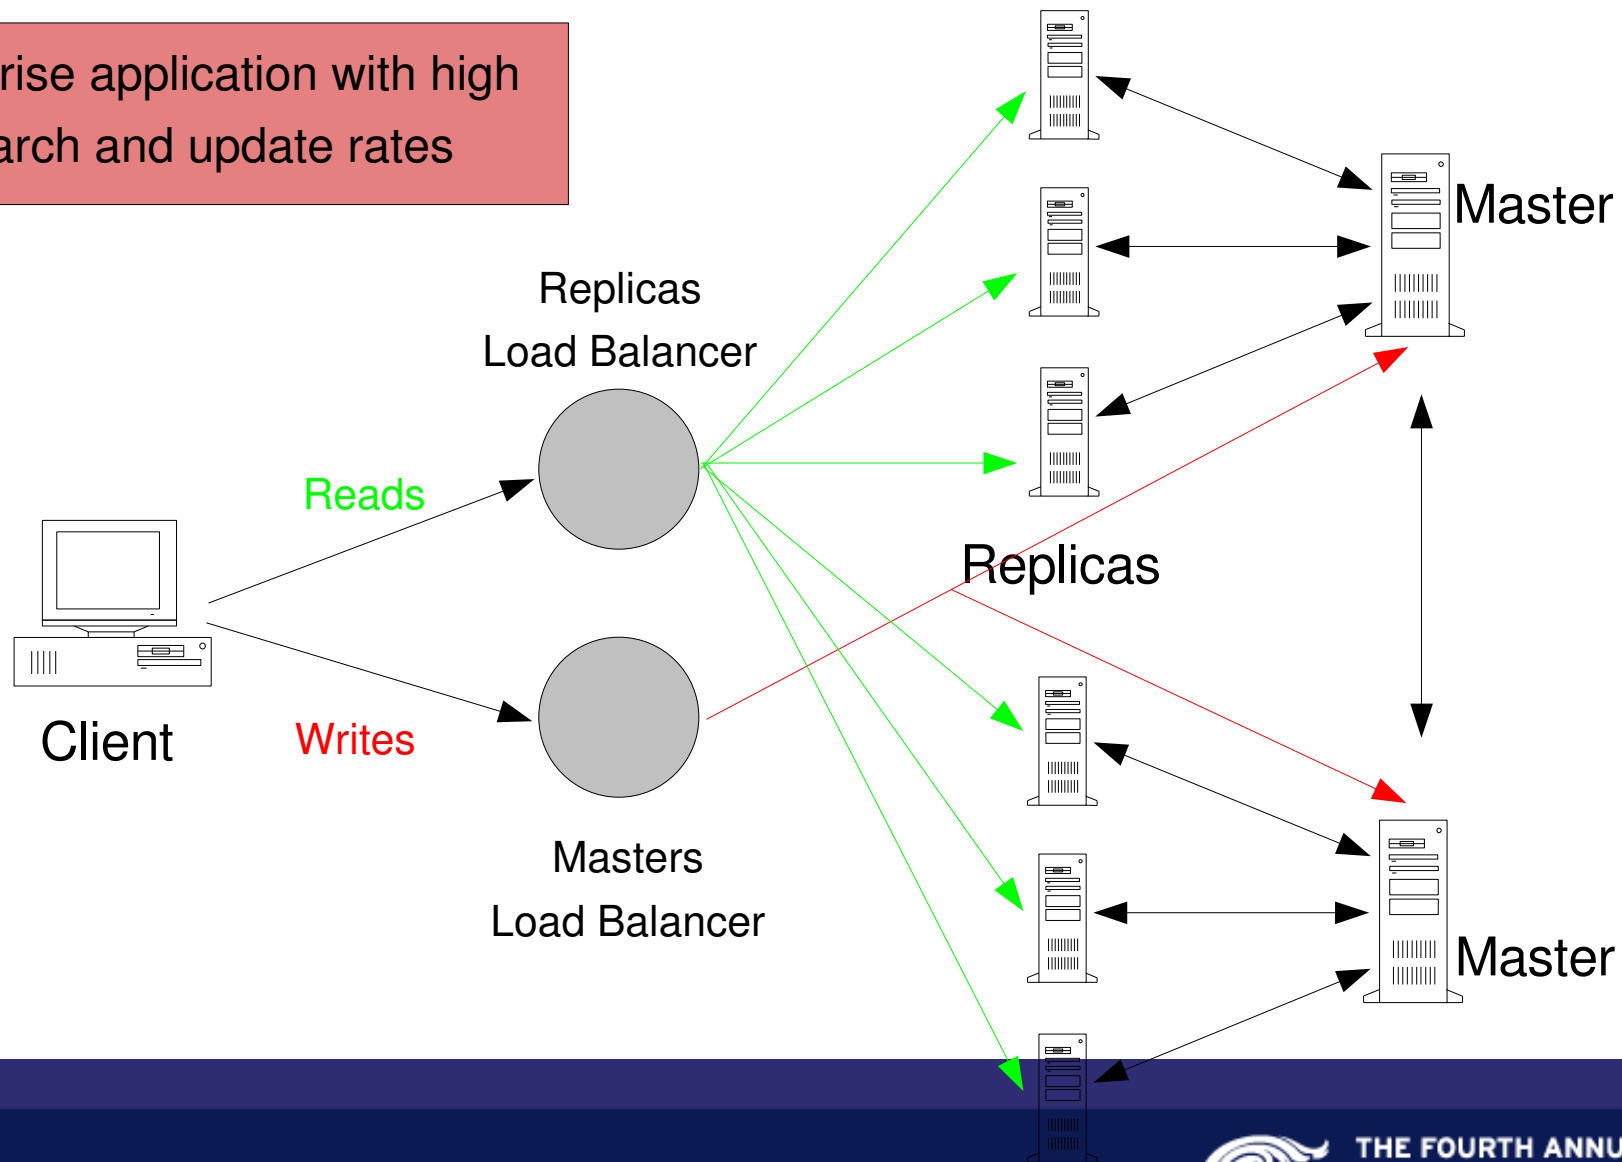 rise application with high
arch and update rates
Master
Replicas
Load Balancer
Reads
Replicas
Client
Writes
Masters
Load Balancer
Master
THE FOURTH ANNU